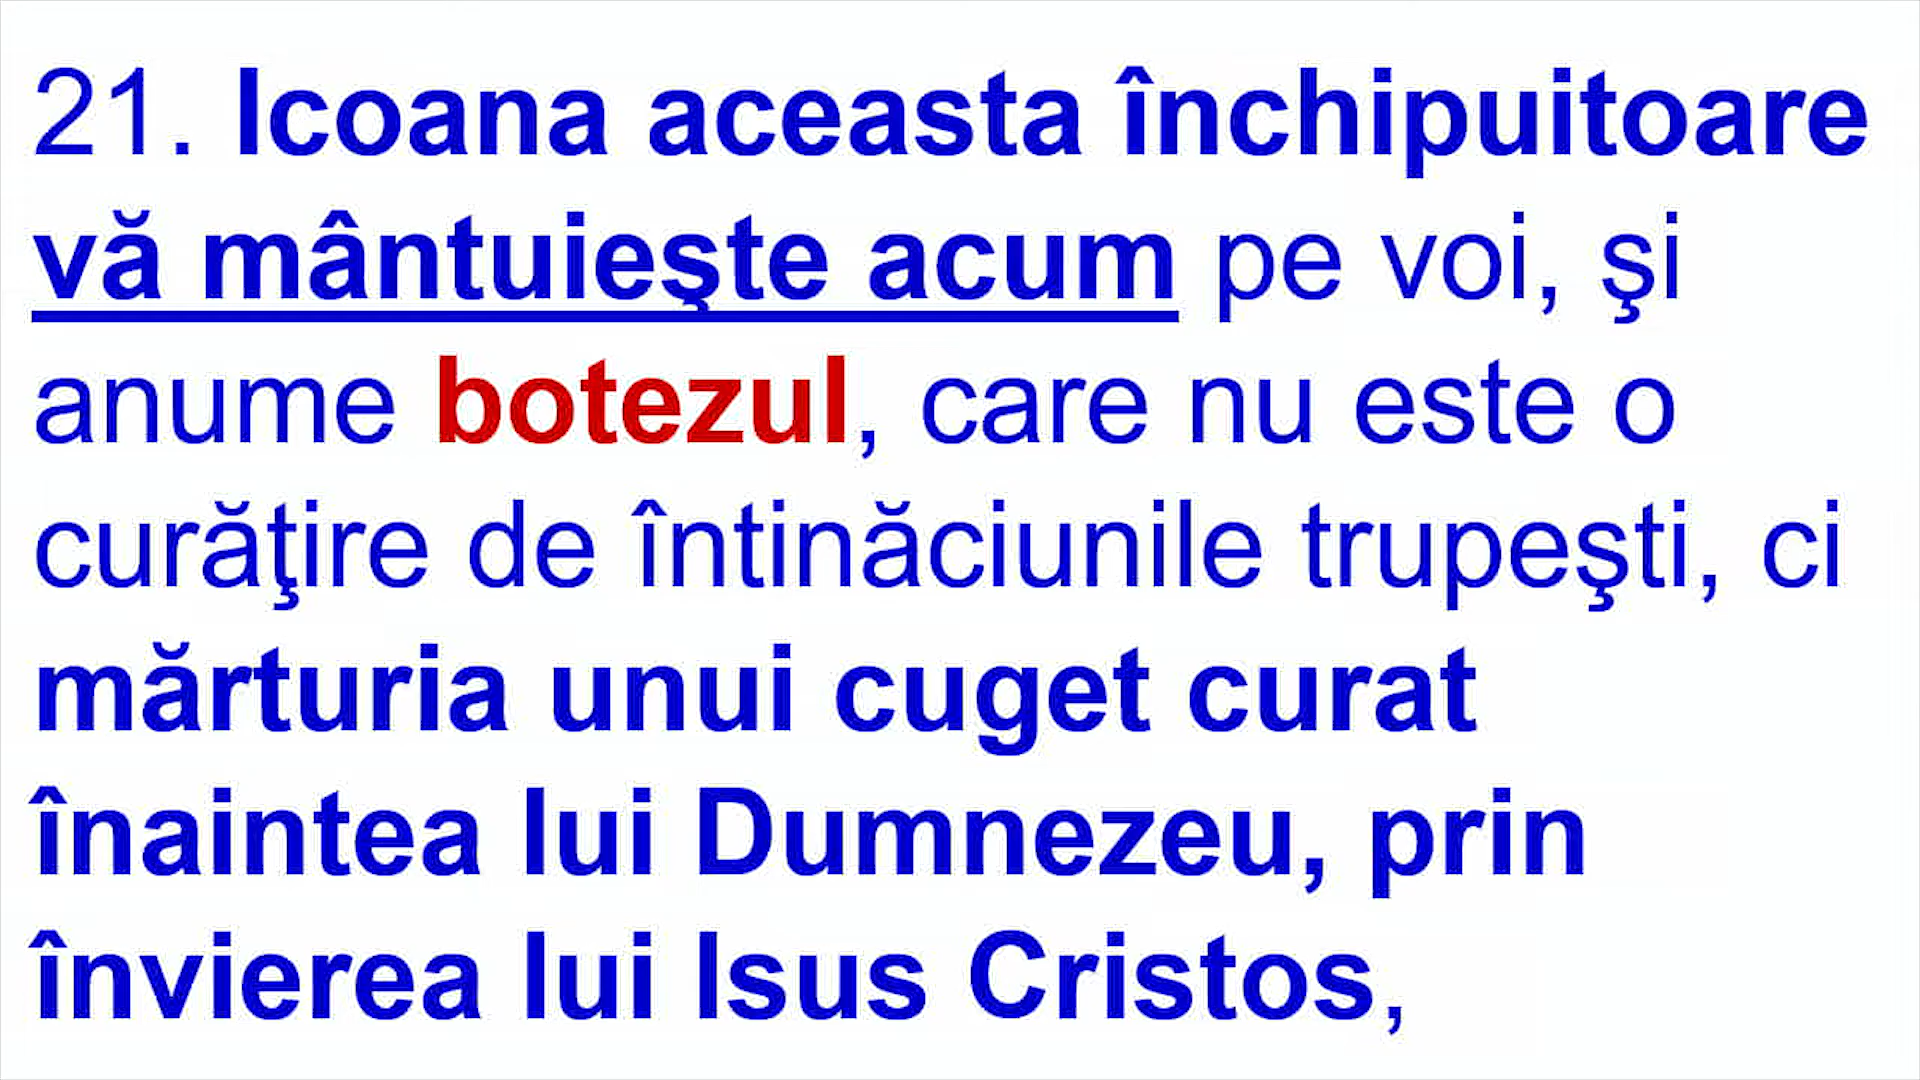 21. Icoana aceasta închipuitoare
vă mântuieşte acum pe voi, şi
anume botezul, care nu este o
curăţire de întinăciunile trupeşti, ci
mărturia unui cuget curat
înaintea lui Dumnezeu, prin
învierea lui Isus Cristos,